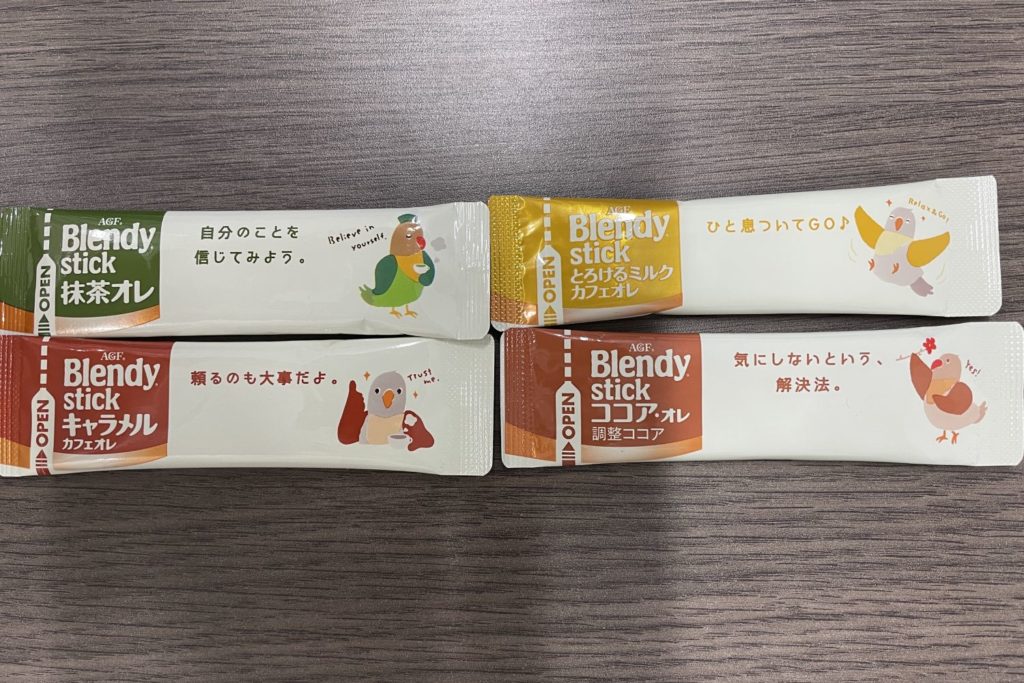 AGF
Blendy
stick
抹茶オレ
OPEN
自分のことを
信じてみよう。
Believe in
yourself.
AGF
Blendy
stick
とろけるミルク
カフェオレ
OPEN
ひと息ついてGO♪
Relax & Go!
AGF
Blendy
stick
キャラメル
カフェオレ
OPEN
頼るのも大事だよ。
Trust
me.
AGF
Blendy
stick
ココア・オレ
調整ココア
OPEN
気にしないという、
解決法。
Yes!